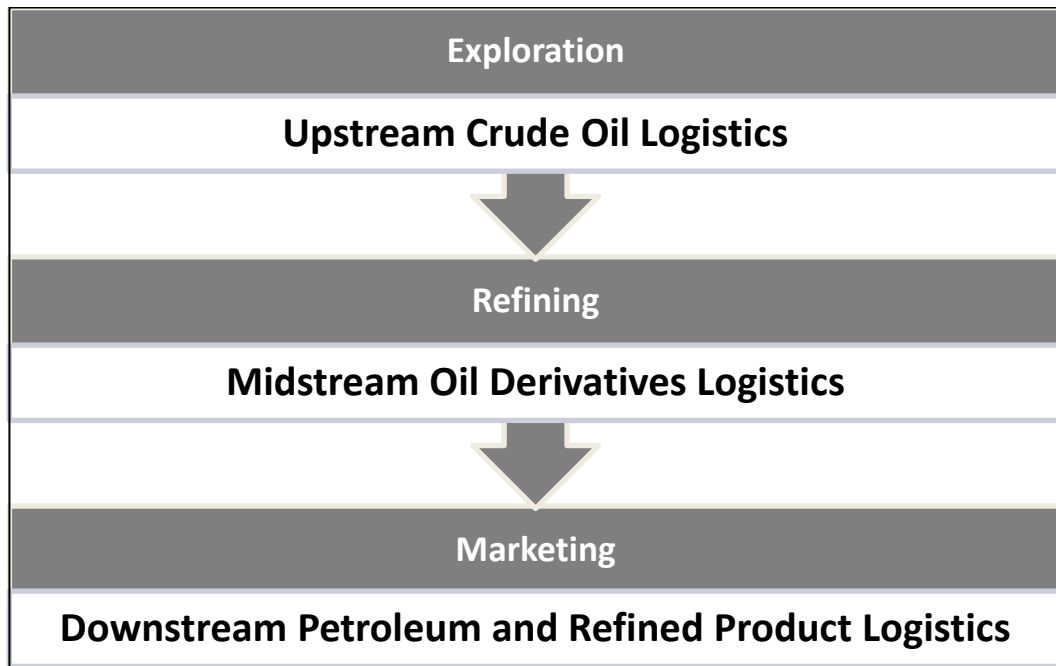 Exploration
Upstream Crude Oil Logistics
Refining
Midstream Oil Derivatives Logistics
Marketing
Downstream Petroleum and Refined Product Logistics